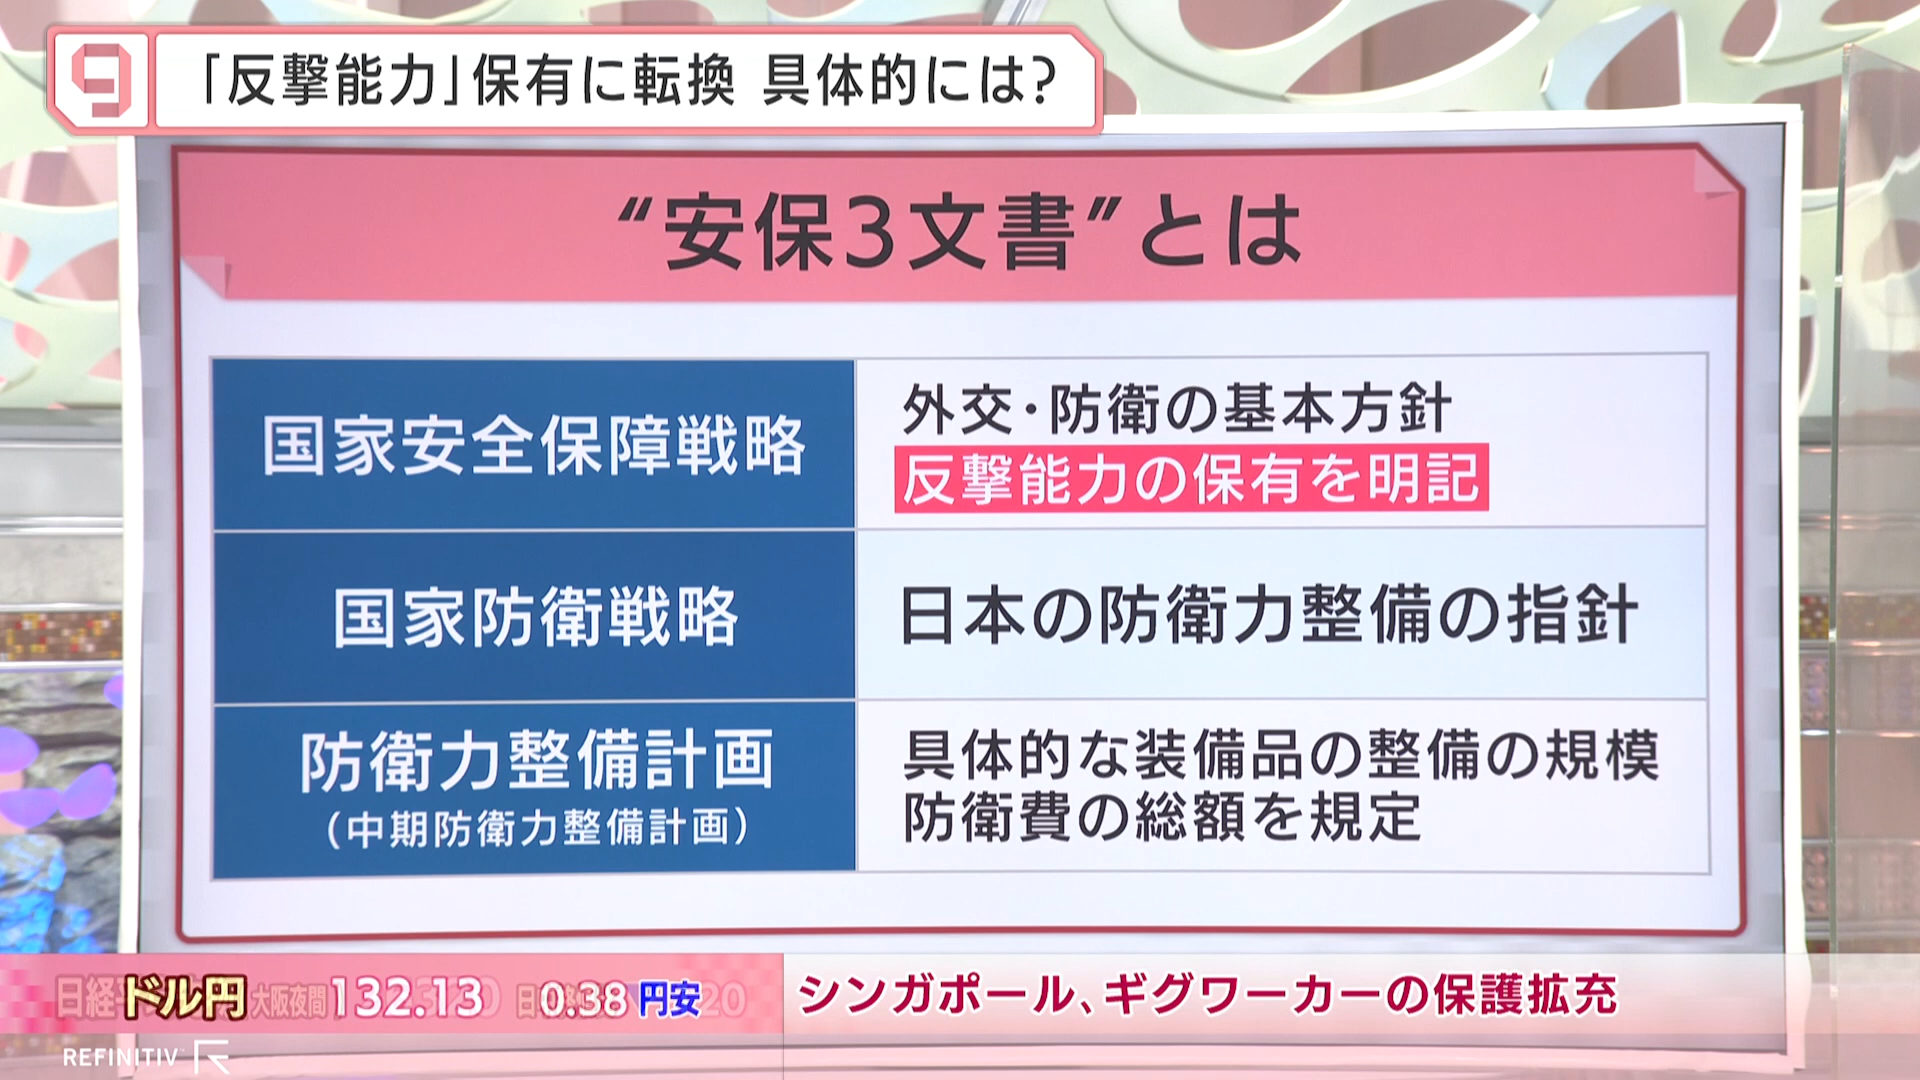 9
「反撃能力」保有に転換 具体的には?
“安保3文書”とは
国家安全保障戦略
外交・防衛の基本方針
反撃能力の保有を明記
国家防衛戦略
日本の防衛力整備の指針
防衛力整備計画
(中期防衛力整備計画)
具体的な装備品の整備の規模
防衛費の総額を規定
ドル円 132.13 0.38 円安
大阪夜間
シンガポール、ギグワーカーの保護拡充
REFINITIV